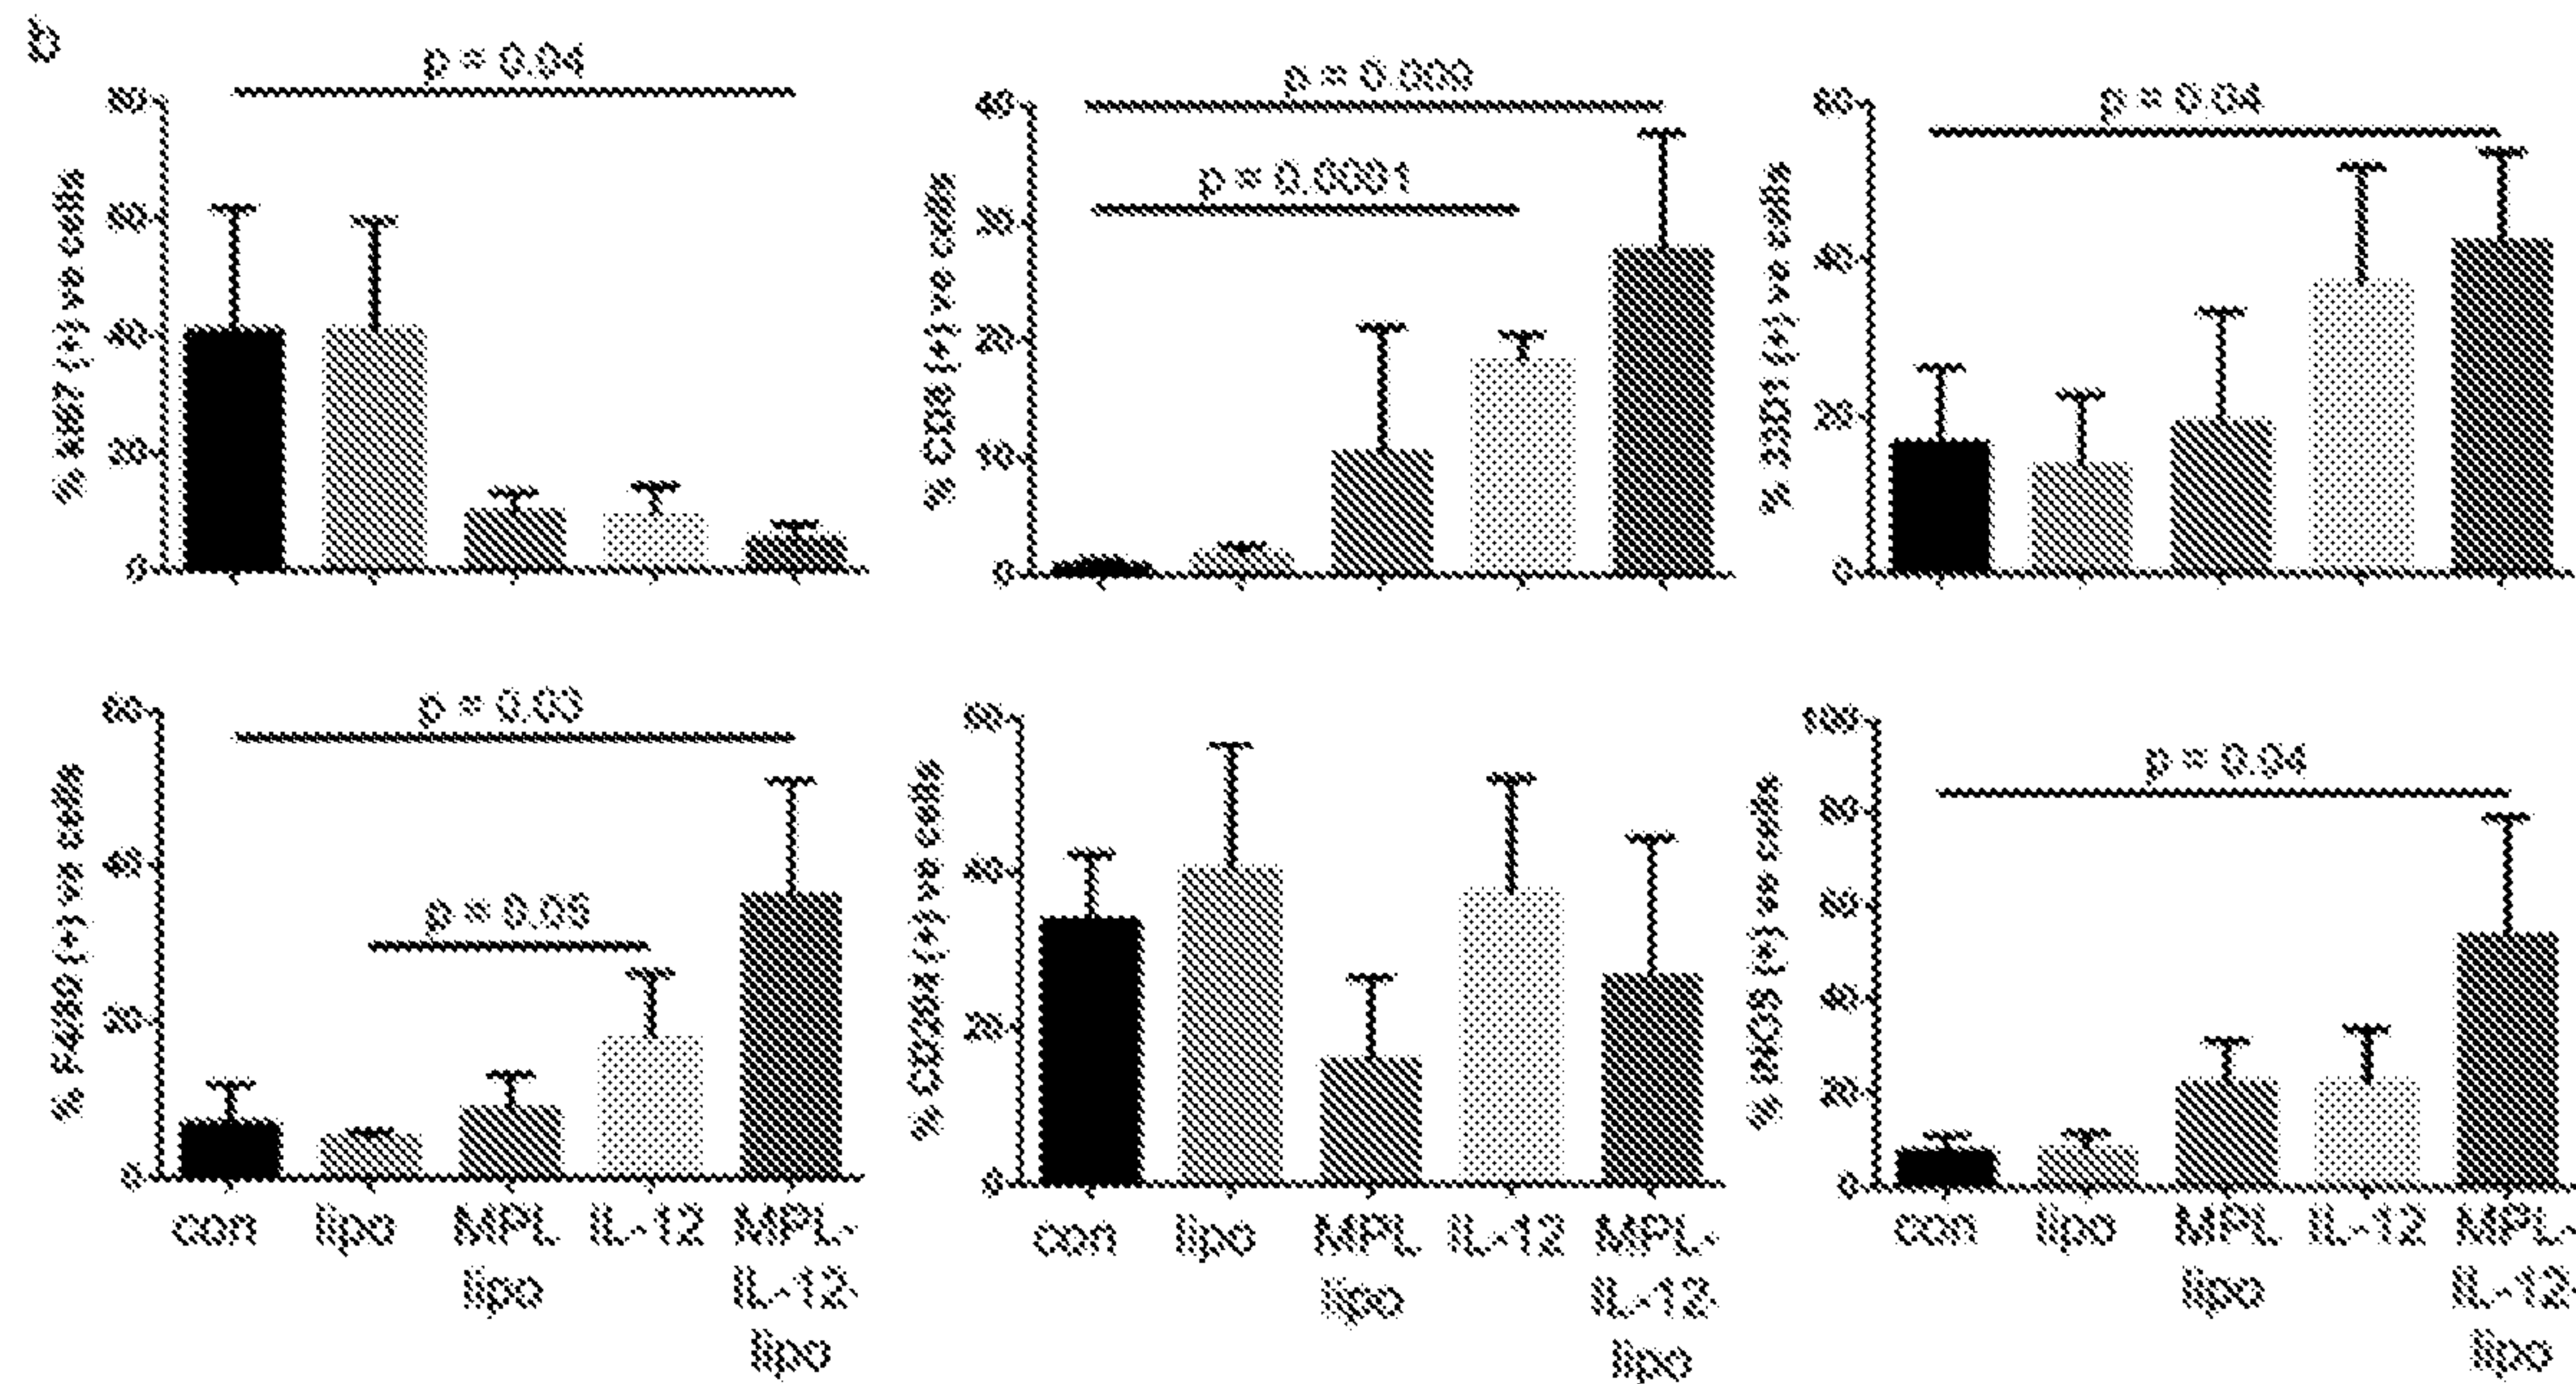 b
p = 0.04
80
60
40
20
0
% Ki67 (+) ve cells
p = 0.009
p = 0.0001
40
30
20
10
0
% CD8 (+) ve cells
p = 0.04
60
40
20
0
% 33D1 (+) ve cells
p = 0.03
p = 0.05
60
40
20
0
% F4/80 (+) ve cells
con lipo MPL IL-12 MPL-
lipo IL-12-
lipo
60
40
20
0
% CD204 (+) ve cells
con lipo MPL IL-12 MPL-
lipo IL-12-
lipo
p = 0.04
100
80
60
40
20
0
% iNOS (+) ve cells
con lipo MPL IL-12 MPL-
lipo IL-12-
lipo